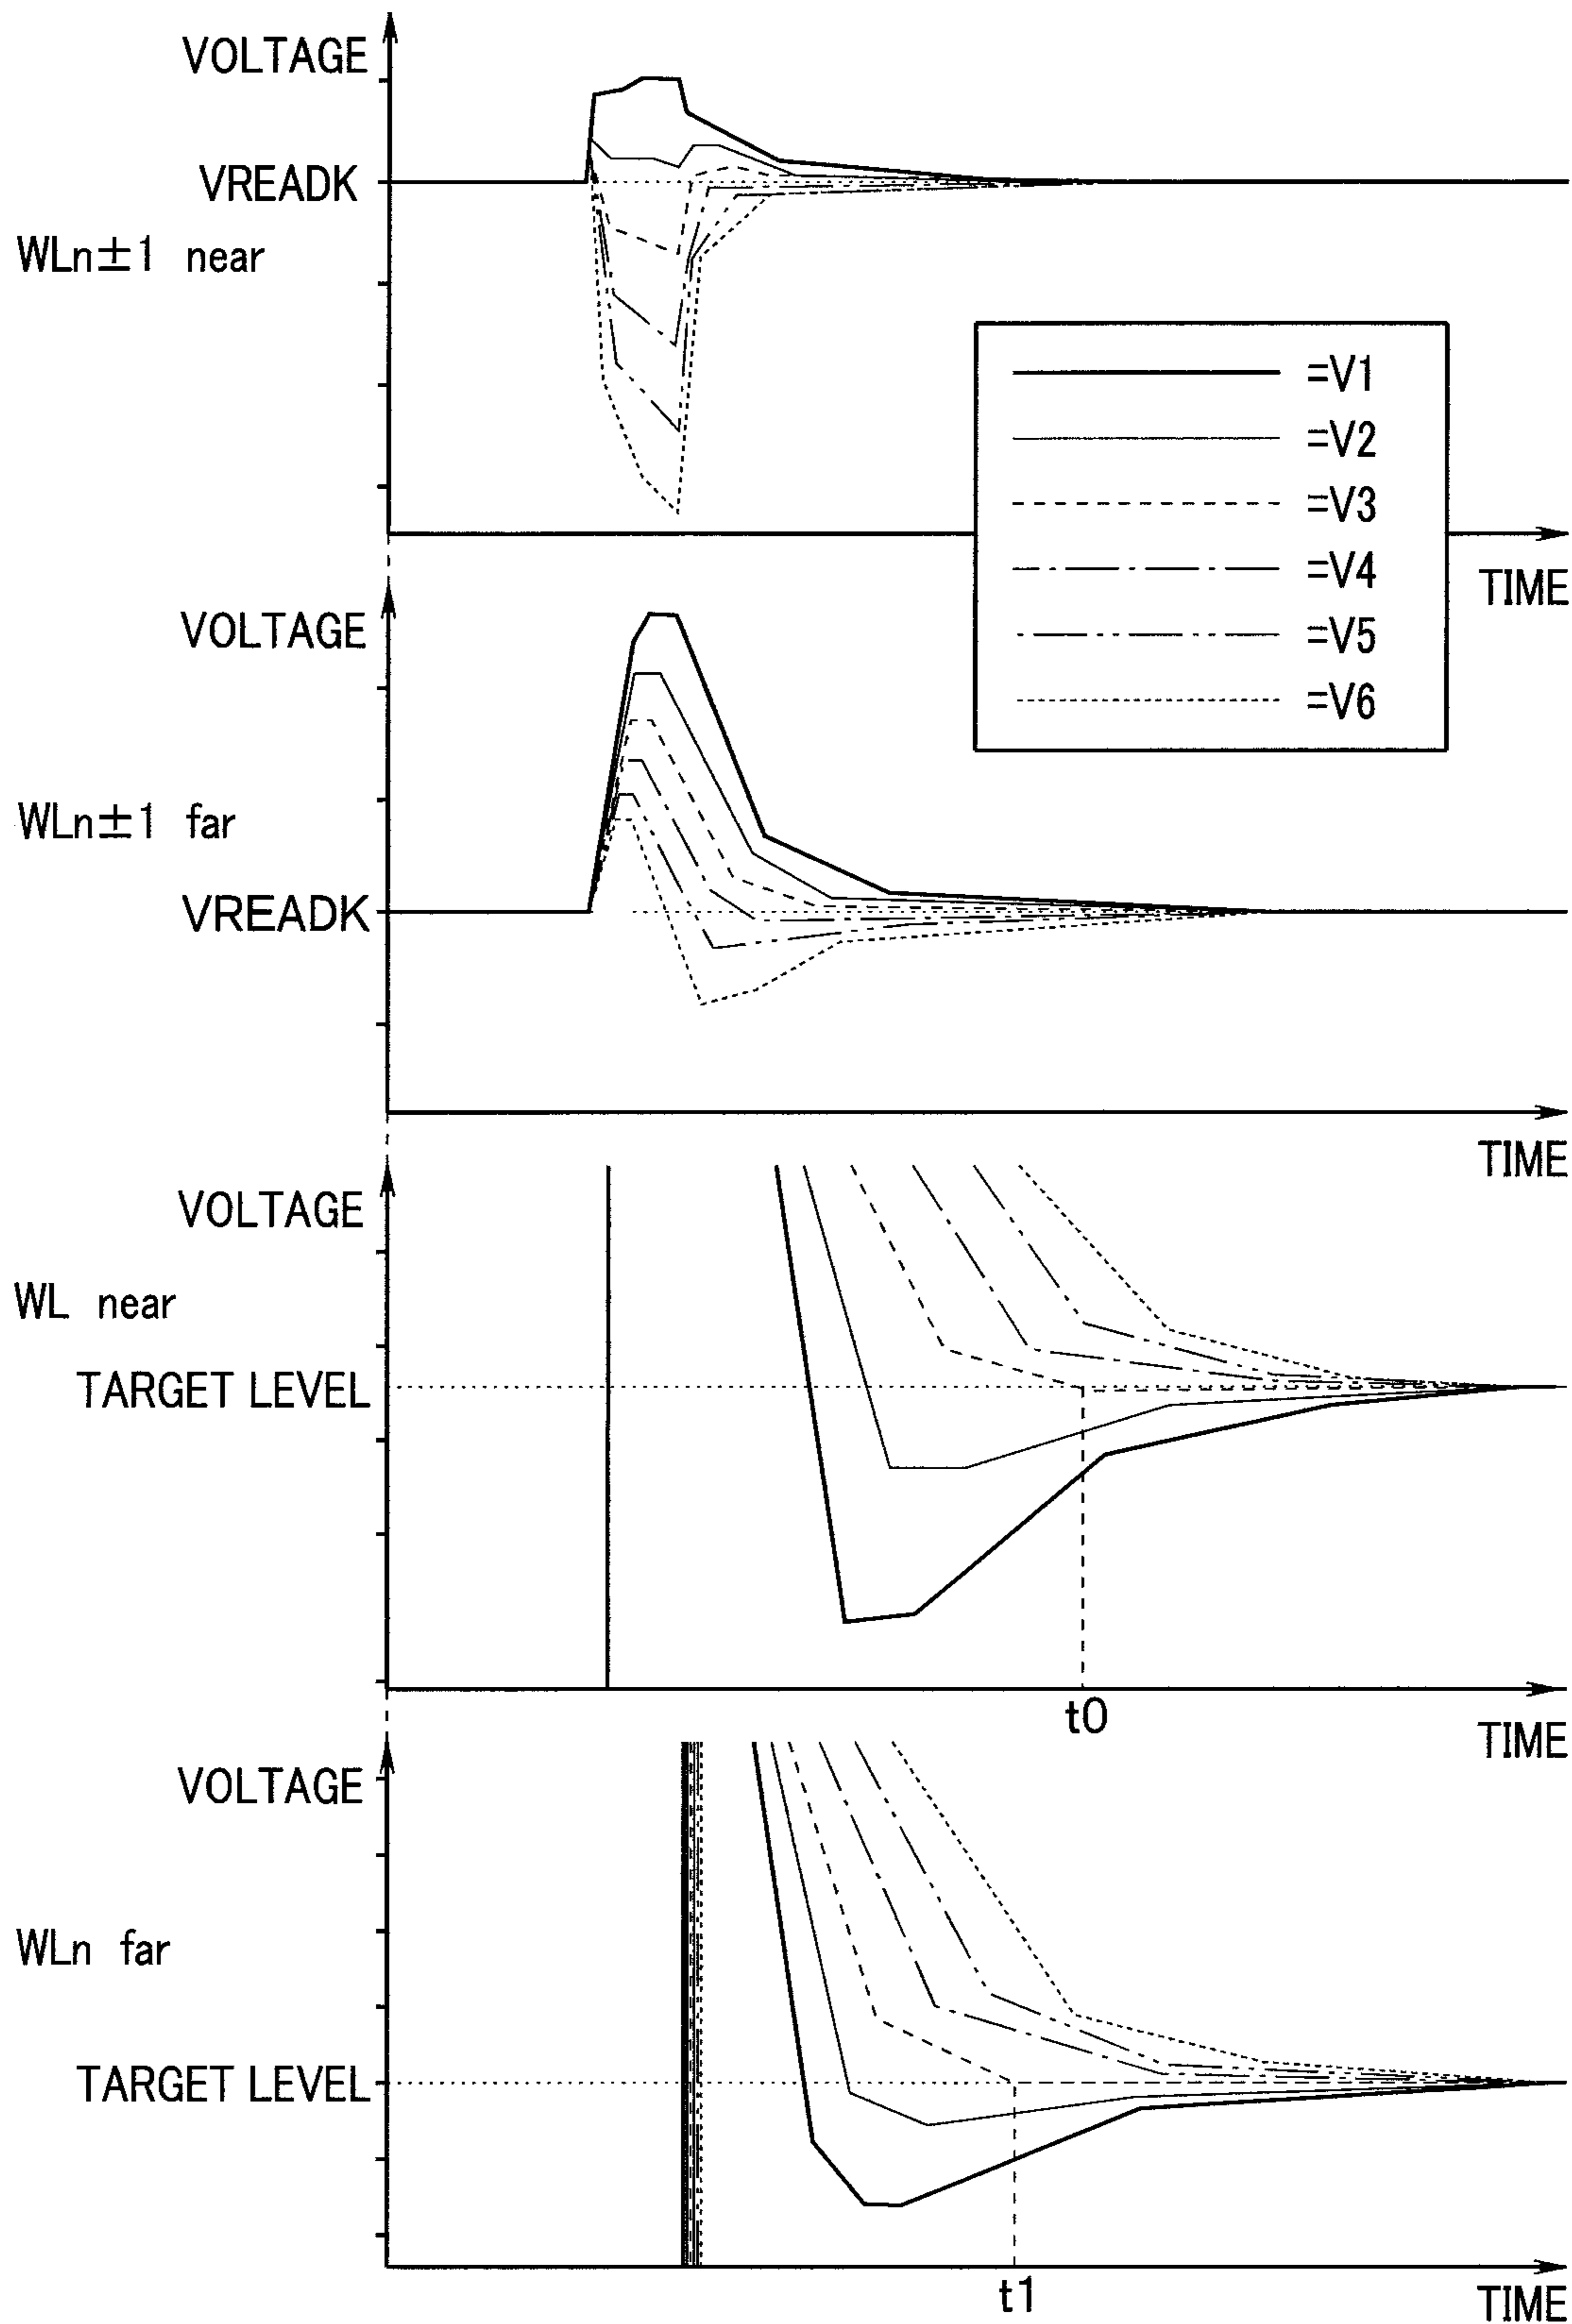 VOLTAGE
VREADK
WLn±1 near
=V1
=V2
=V3
=V4
=V5
=V6
TIME
VOLTAGE
WLn±1 far
VREADK
TIME
VOLTAGE
WL near
TARGET LEVEL
t0
TIME
VOLTAGE
WLn far
TARGET LEVEL
t1
TIME